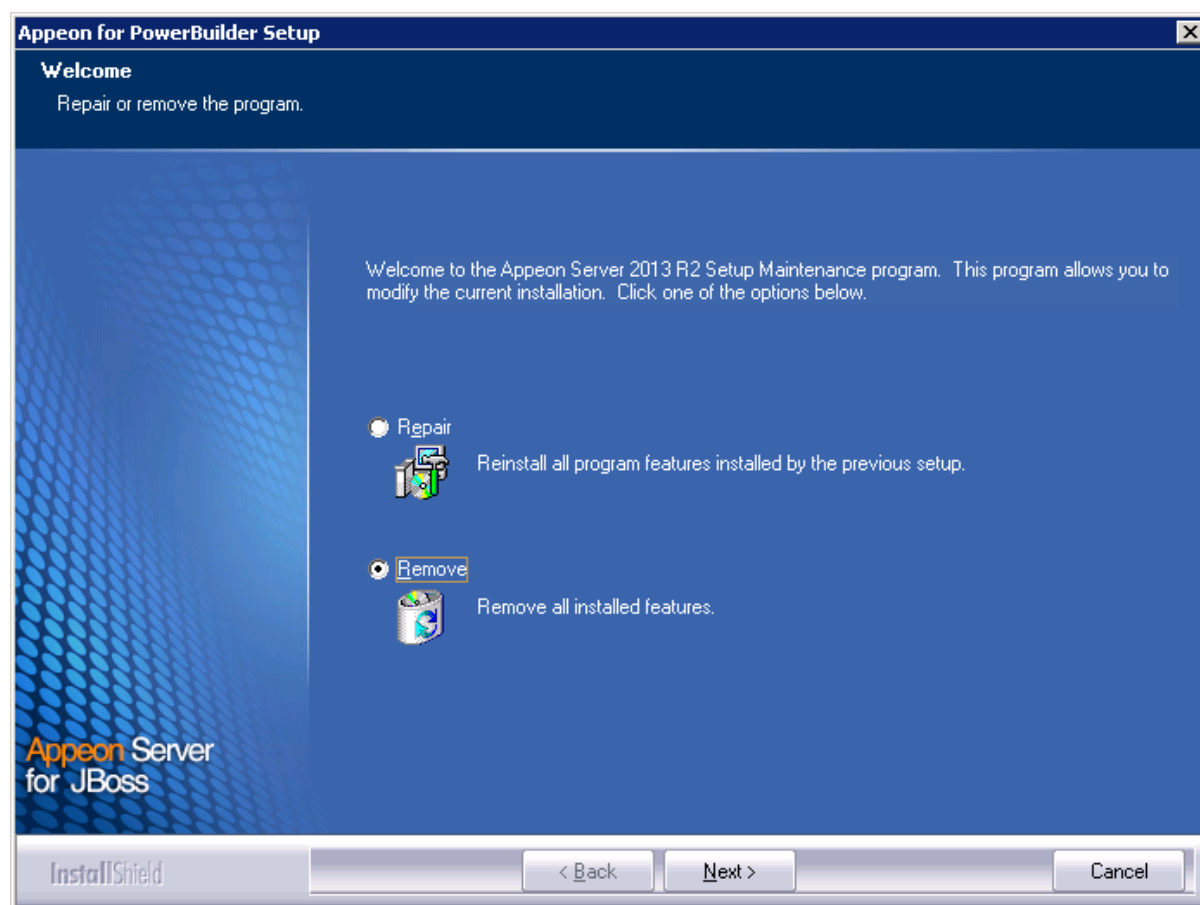 Appeon for PowerBuilder Setup
Welcome
Repair or remove the program.
Welcome to the Appeon Server 2013 R2 Setup Maintenance program.  This program allows you to
modify the current installation.  Click one of the options below.
Repair
Reinstall all program features installed by the previous setup.
Remove
Remove all installed features.
Appeon Server
for JBoss
InstallShield
< Back
Next >
Cancel